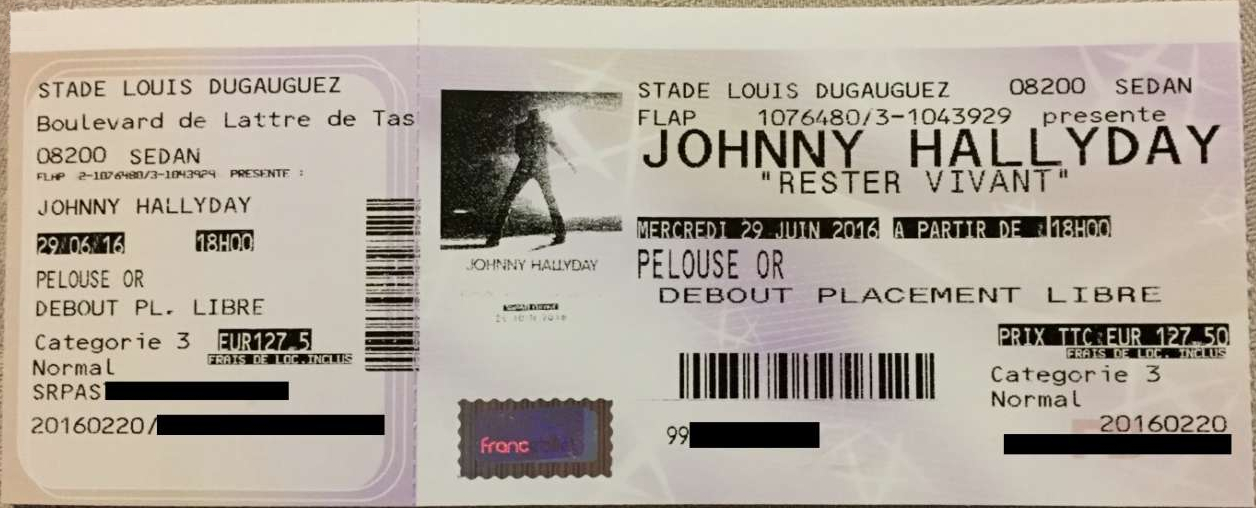 STADE LOUIS DUGAUGUEZ
Boulevard de Lattre de Tas
08200 SEDAN
FLAP 2-1076480/3-1043929 PRESENTE :
JOHNNY HALLYDAY
29/06/16 18H00
PELOUSE OR
DEBOUT PL. LIBRE
Categorie 3 EUR127.5
FRAIS DE LOC.INCLUS
Normal
SRPAS
20160220/
JOHNNY HALLYDAY
STADE LOUIS DUGAUGUEZ 08200 SEDAN
FLAP 1076480/3-1043929 presente
JOHNNY HALLYDAY
"RESTER VIVANT"
MERCREDI 29 JUIN 2016 A PARTIR DE : 18H00
PELOUSE OR
DEBOUT PLACEMENT LIBRE
PRIX TTC:EUR 127.50
FRAIS DE LOC. INCLUS
Categorie 3
Normal
20160220
99
franc